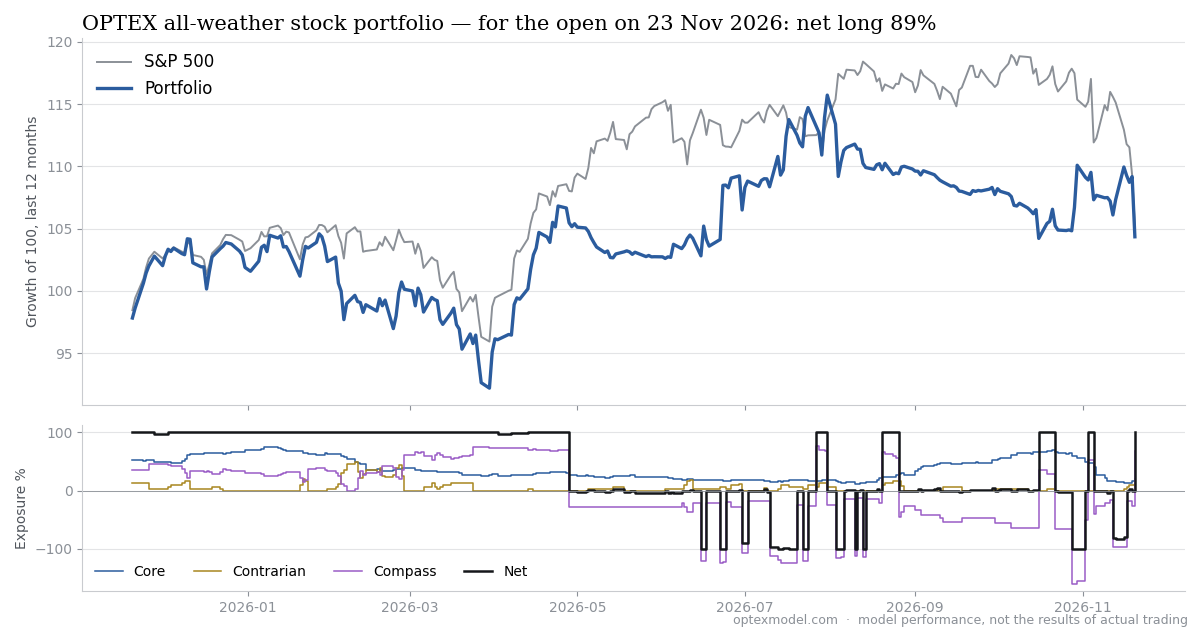 OPTEX all-weather stock portfolio — for the open on 23 Nov 2026: net long 89%
Growth of 100, last 12 months
120
115
110
105
100
95
S&P 500
Portfolio
Exposure %
100
0
−100
Core
Contrarian
Compass
Net
2026-01
2026-03
2026-05
2026-07
2026-09
2026-11
optexmodel.com · model performance, not the results of actual trading